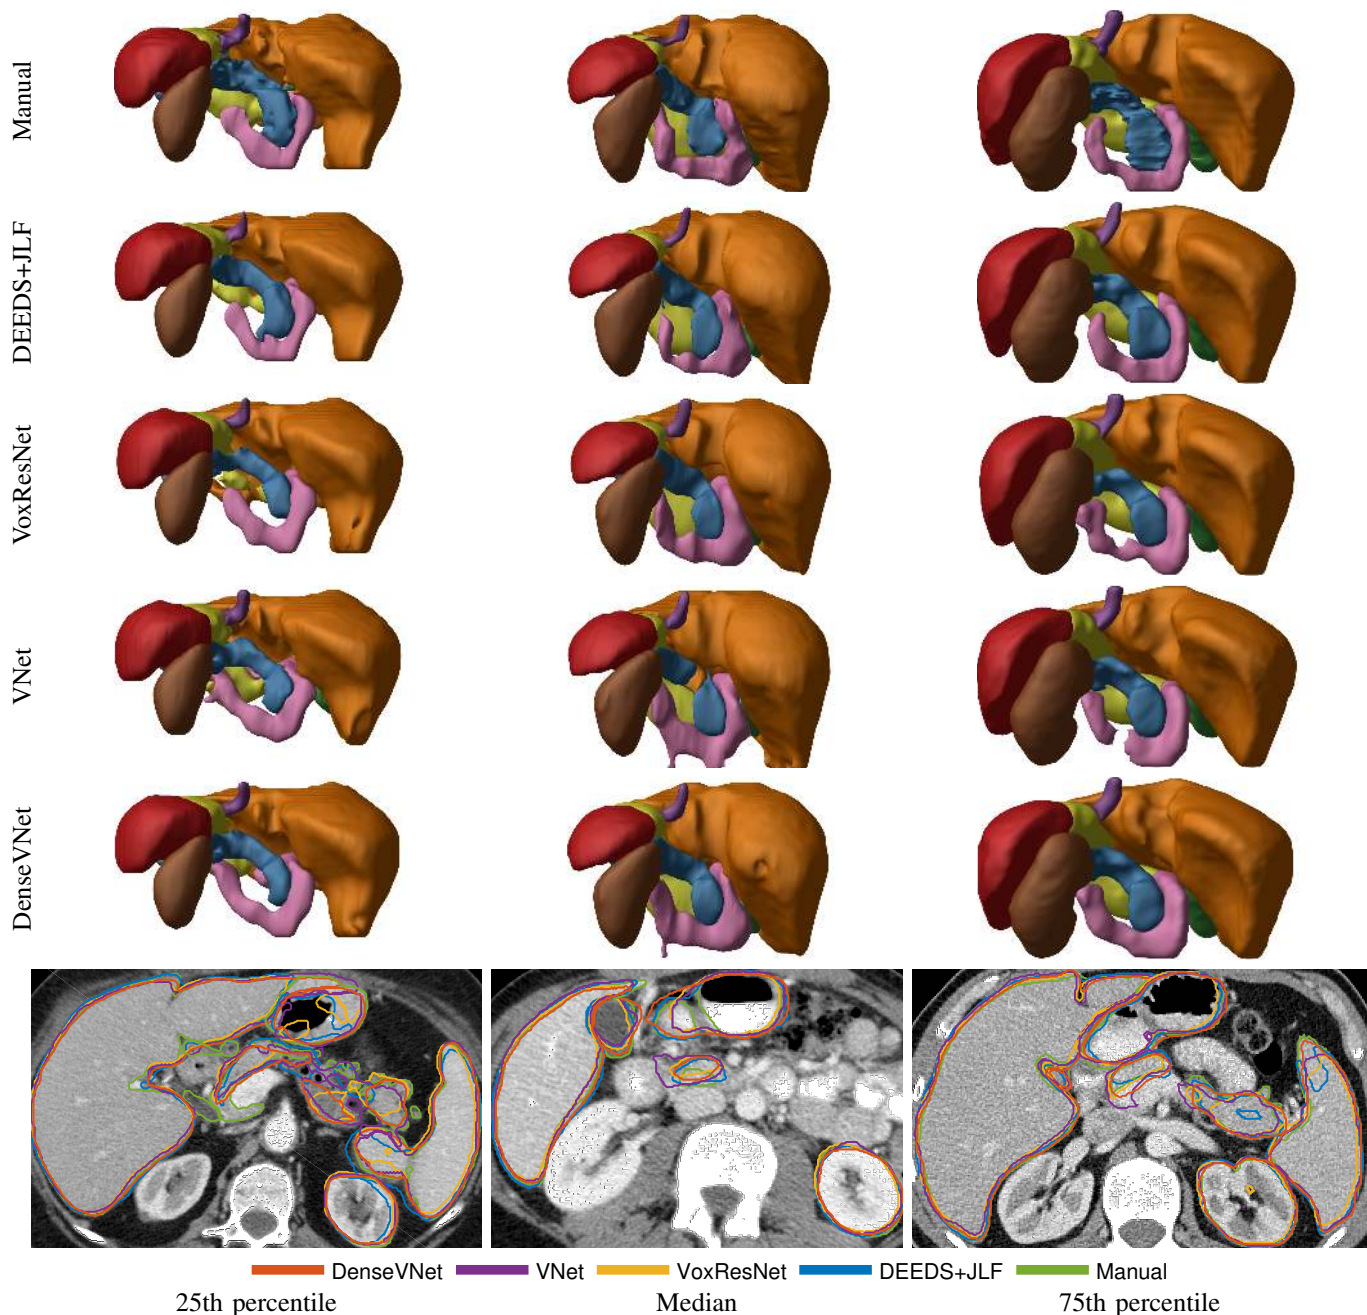 Manual
DEEDS+JLF
VoxResNet
VNet
DenseVNet
DenseVNet VNet VoxResNet DEEDS+JLF Manual
25th percentile Median 75th percentile